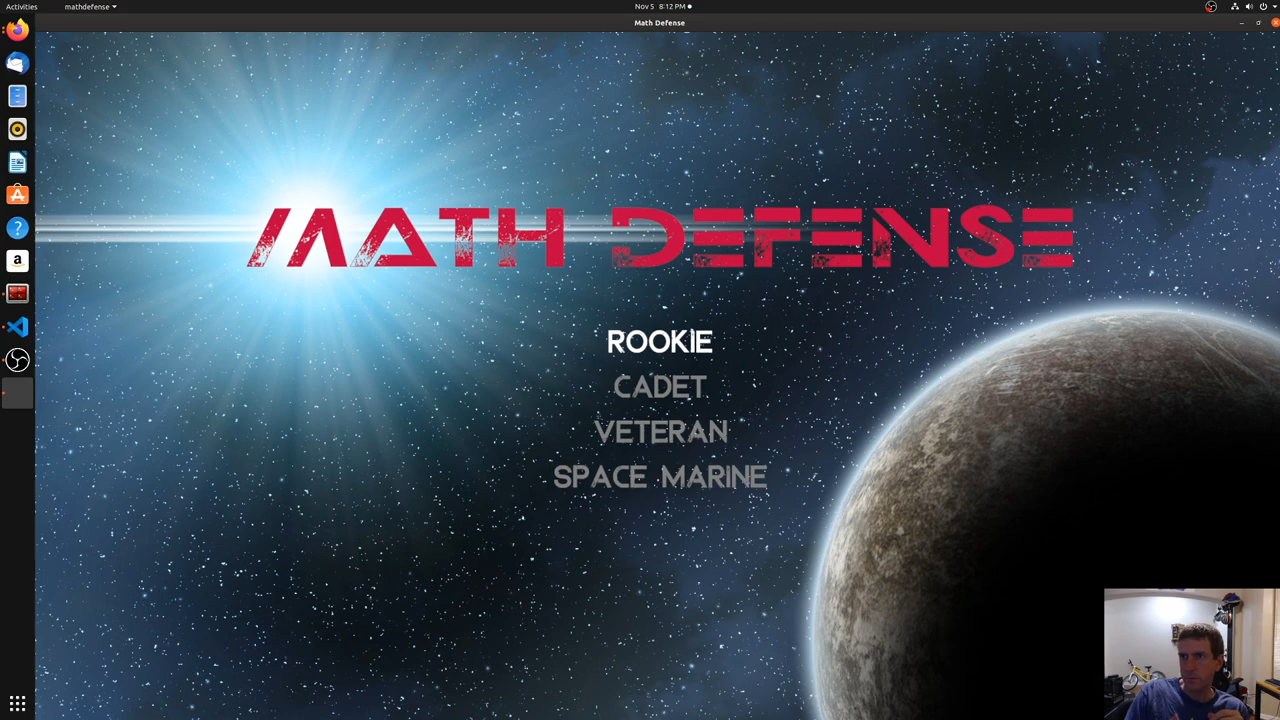 Activities
mathdefense
Nov 5 8:12 PM
Math Defense
MATH DEFENSE
ROOKIE
CADET
VETERAN
SPACE MARINE